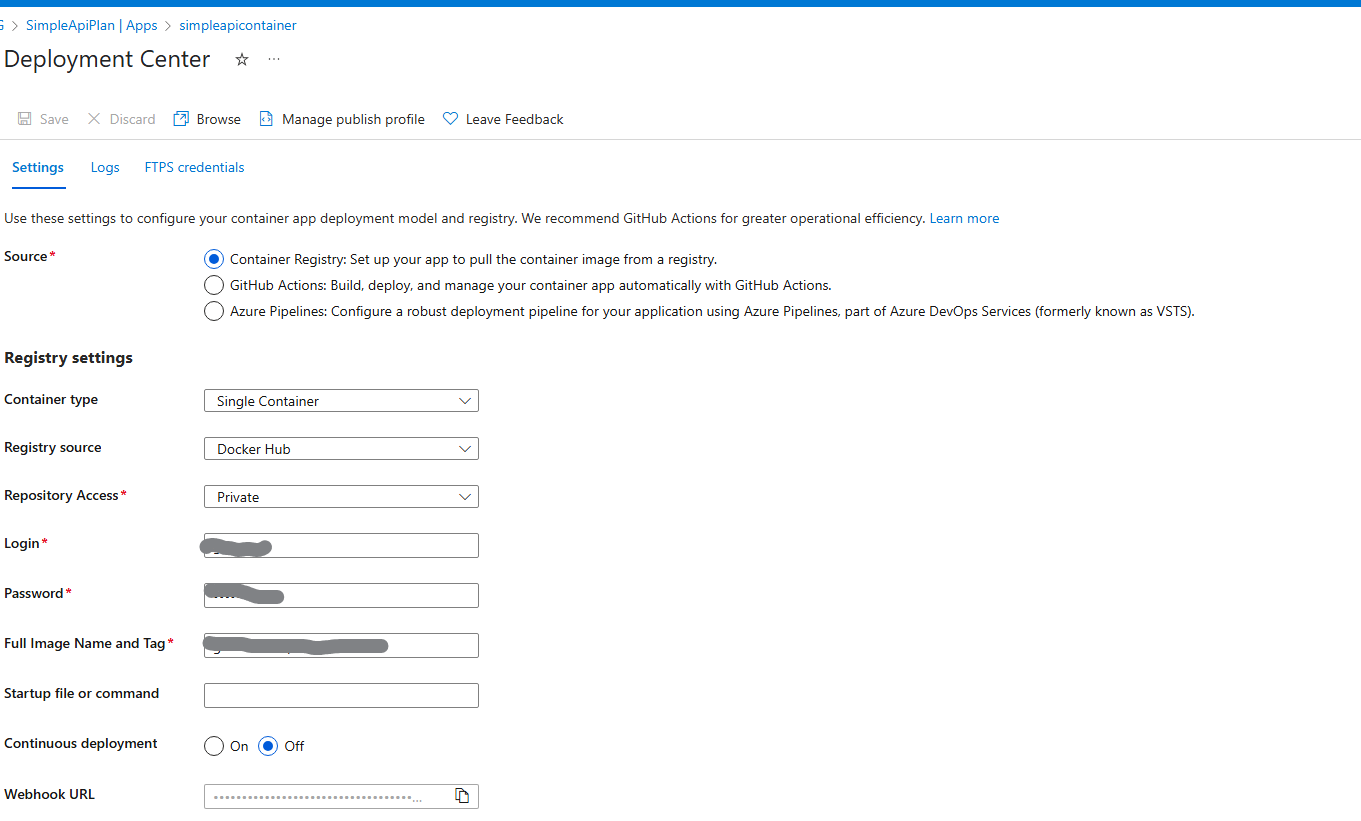 SimpleApiPlan | Apps > simpleapicontainer
Deployment Center
Save Discard Browse Manage publish profile Leave Feedback
Settings Logs FTPS credentials
Use these settings to configure your container app deployment model and registry. We recommend GitHub Actions for greater operational efficiency. Learn more
Source*
Container Registry: Set up your app to pull the container image from a registry.
GitHub Actions: Build, deploy, and manage your container app automatically with GitHub Actions.
Azure Pipelines: Configure a robust deployment pipeline for your application using Azure Pipelines, part of Azure DevOps Services (formerly known as VSTS).
Registry settings
Container type Single Container
Registry source Docker Hub
Repository Access* Private
Login*
Password*
Full Image Name and Tag*
Startup file or command
Continuous deployment On Off
Webhook URL